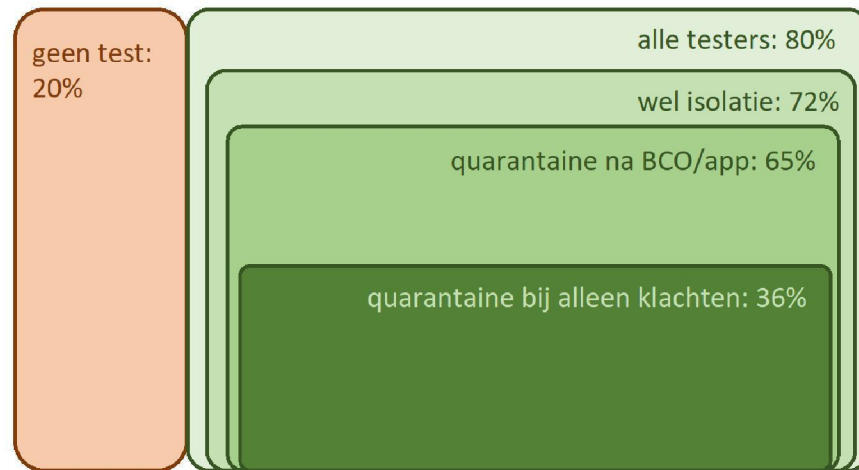 geen test:
20%
alle testers: 80%
wel isolatie: 72%
quarantaine na BCO/app: 65%
quarantaine bij alleen klachten: 36%